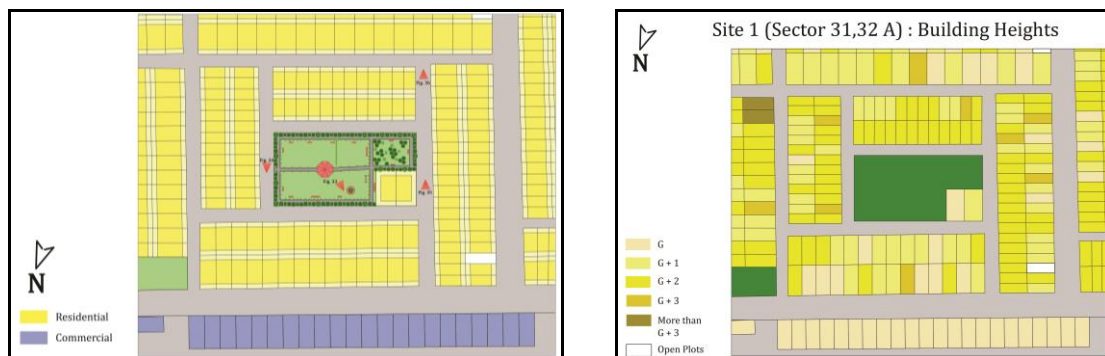 N
Residential
Commercial
Site 1 (Sector 31,32 A) : Building Heights
N
G
G + 1
G + 2
G + 3
More than
G + 3
Open Plots